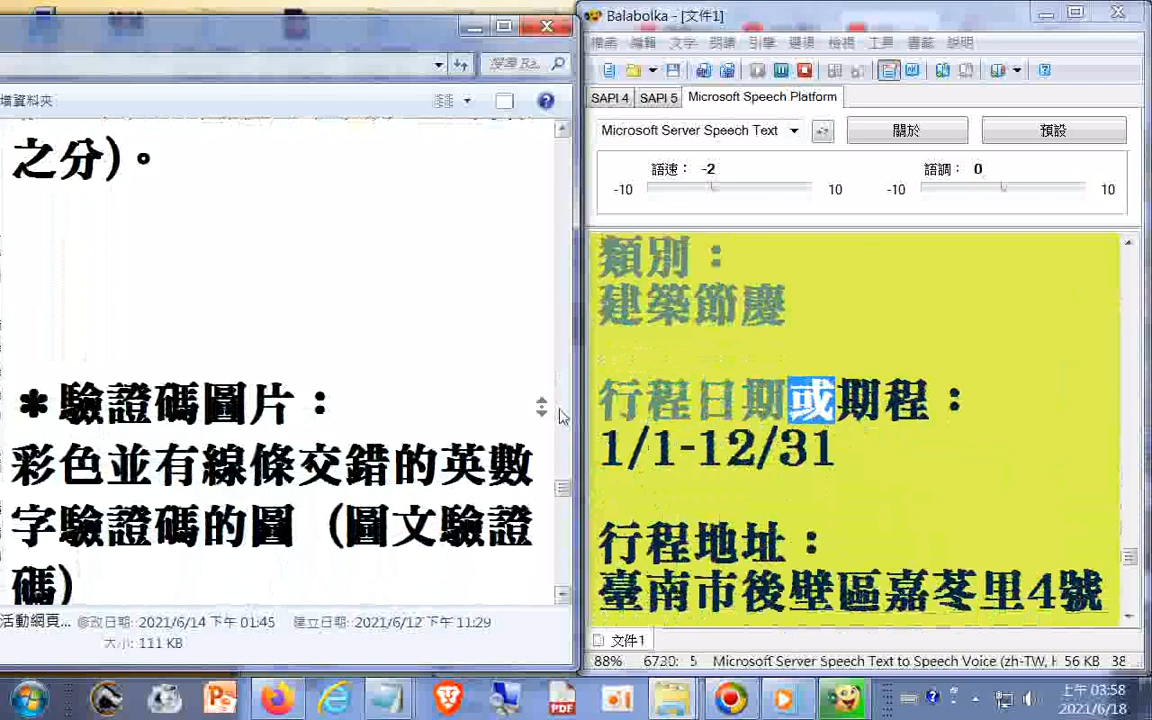 Balabolka - [文件1]
檔案 編輯 文字 朗讀 引擎 選項 檢視 工具 書籤 說明
檔資料夾
SAPI 4 SAPI 5 Microsoft Speech Platform
Microsoft Server Speech Text 關於 預設
語速： -2 語調： 0
-10 10 -10 10
之分)。
＊驗證碼圖片：
彩色並有線條交錯的英數
字驗證碼的圖 (圖文驗證
碼)
活動網頁... 修改日期: 2021/6/14 下午 01:45 建立日期: 2021/6/12 下午 11:29
大小: 111 KB
類別：
建築節慶
行程日期或期程：
1/1-12/31
行程地址：
臺南市後壁區嘉苳里4號
文件1
88% 6730: 5 Microsoft Server Speech Text to Speech Voice (zh-TW, H 56 KB 38
上午 03:58
2021/6/18